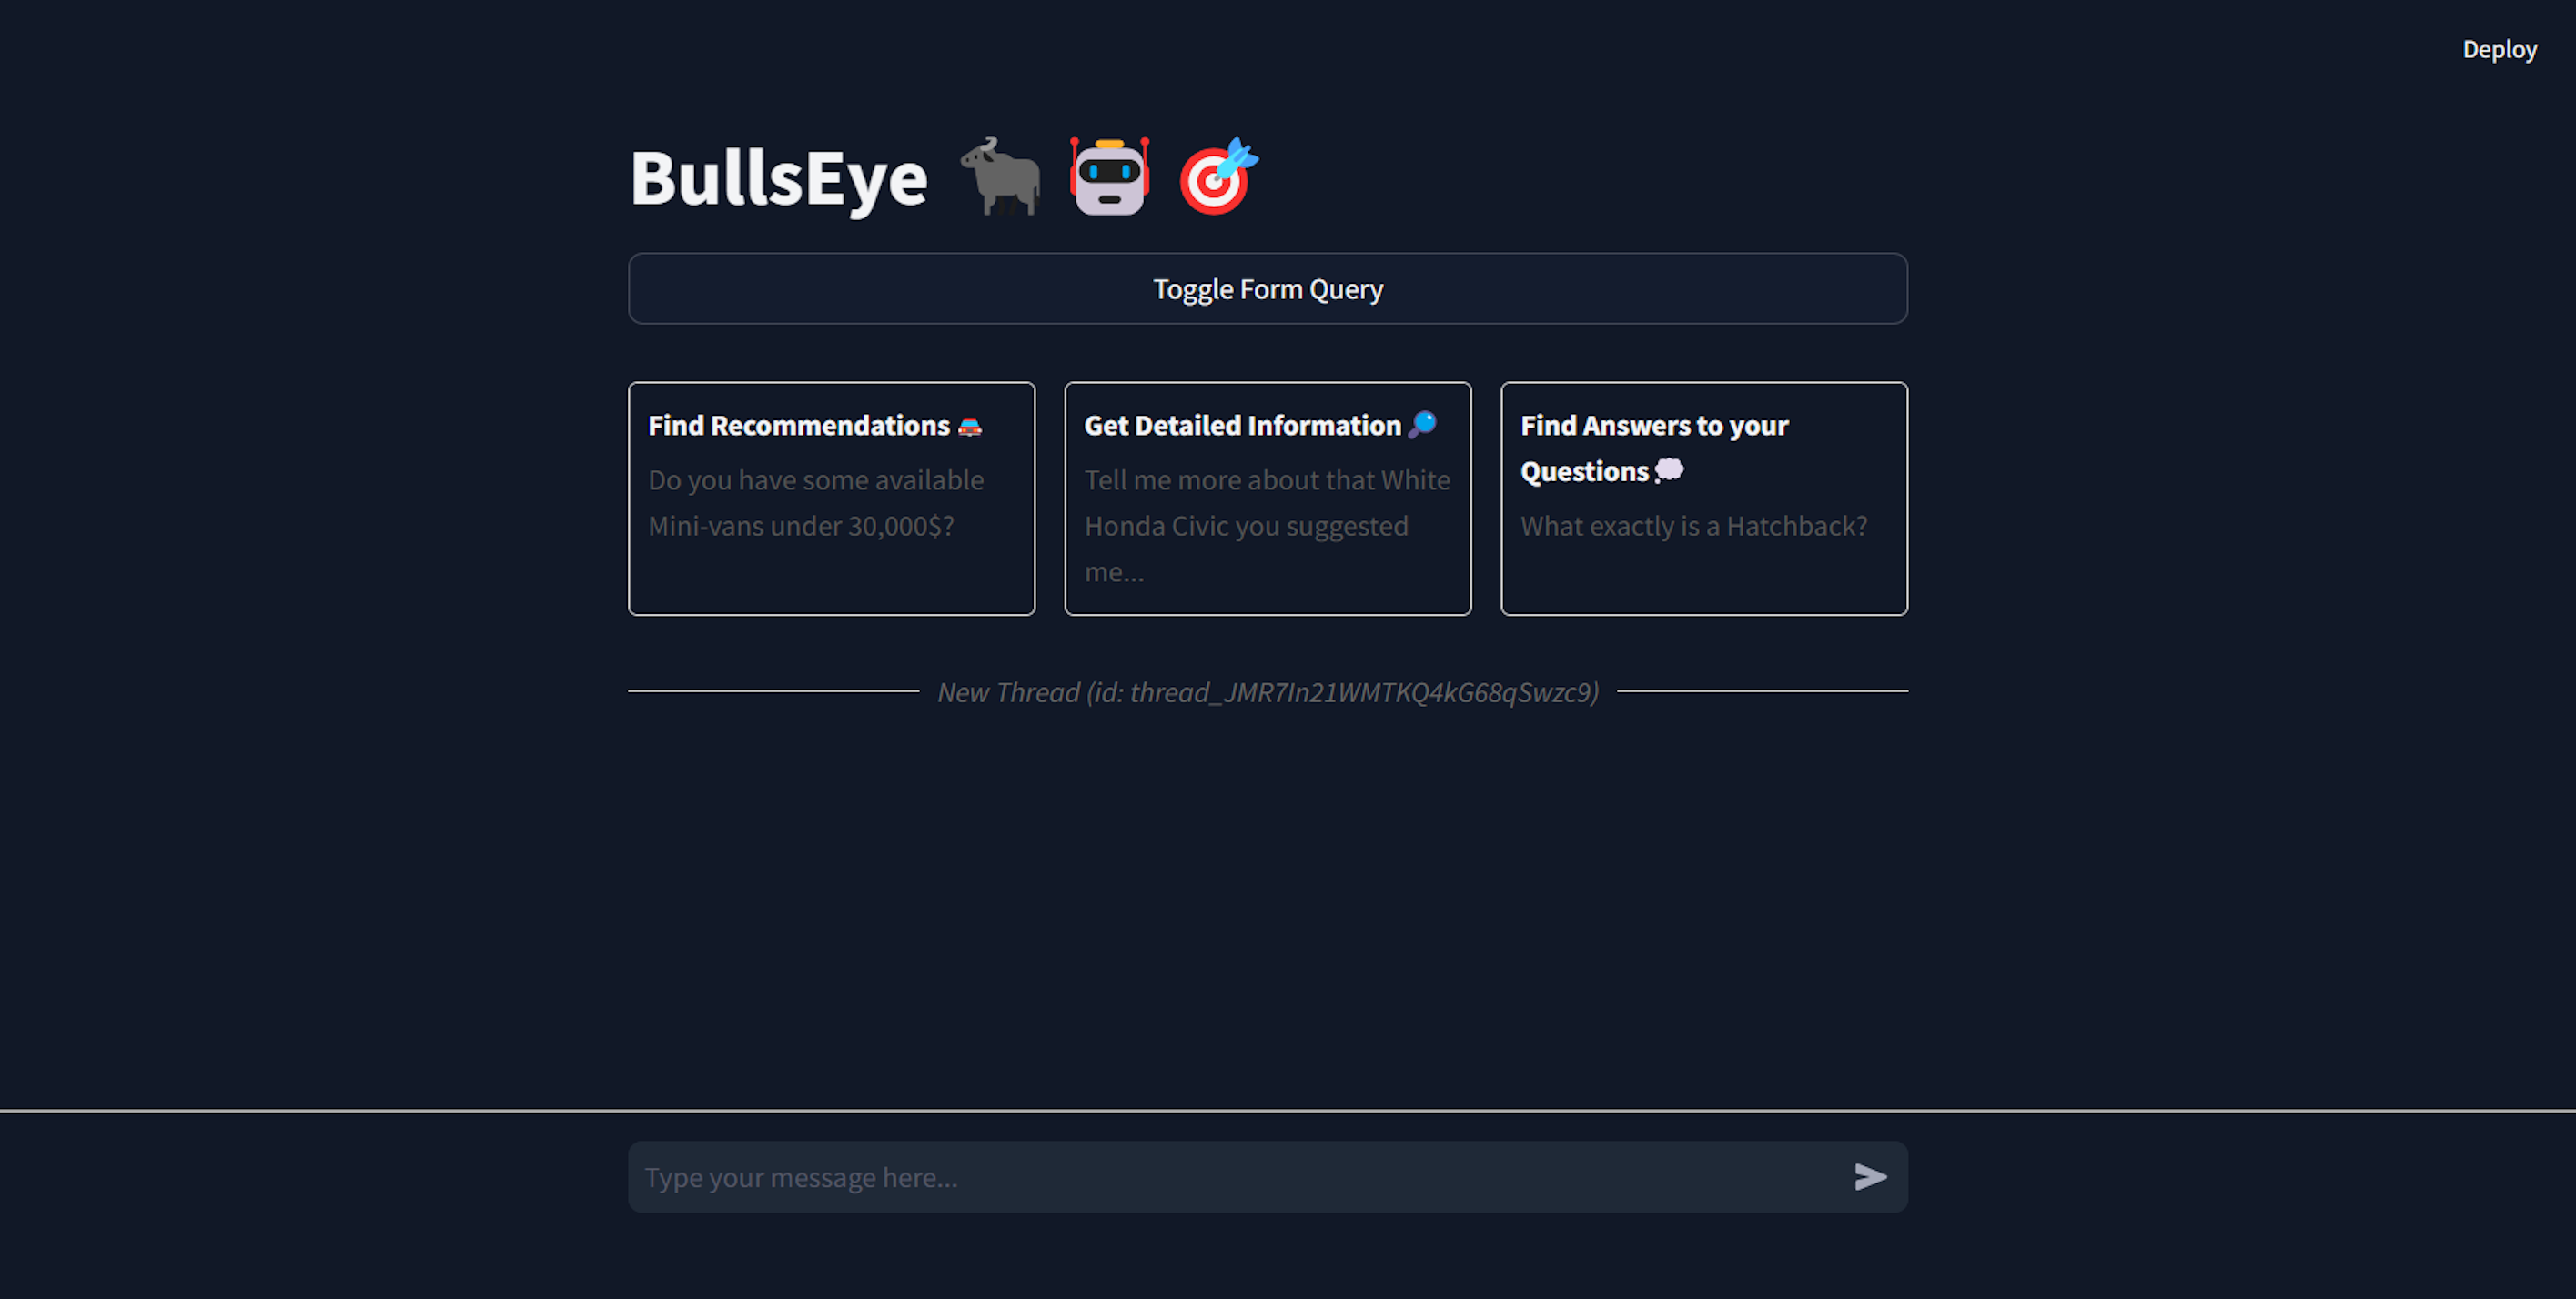 Deploy
BullsEye 🐃 🤖 🎯
Toggle Form Query
Find Recommendations 🚘
Do you have some available
Mini-vans under 30,000$?
Get Detailed Information 🔎
Tell me more about that White
Honda Civic you suggested
me...
Find Answers to your
Questions 💭
What exactly is a Hatchback?
New Thread (id: thread_JMR7In21WMTKQ4kG68qSwzc9)
Type your message here...